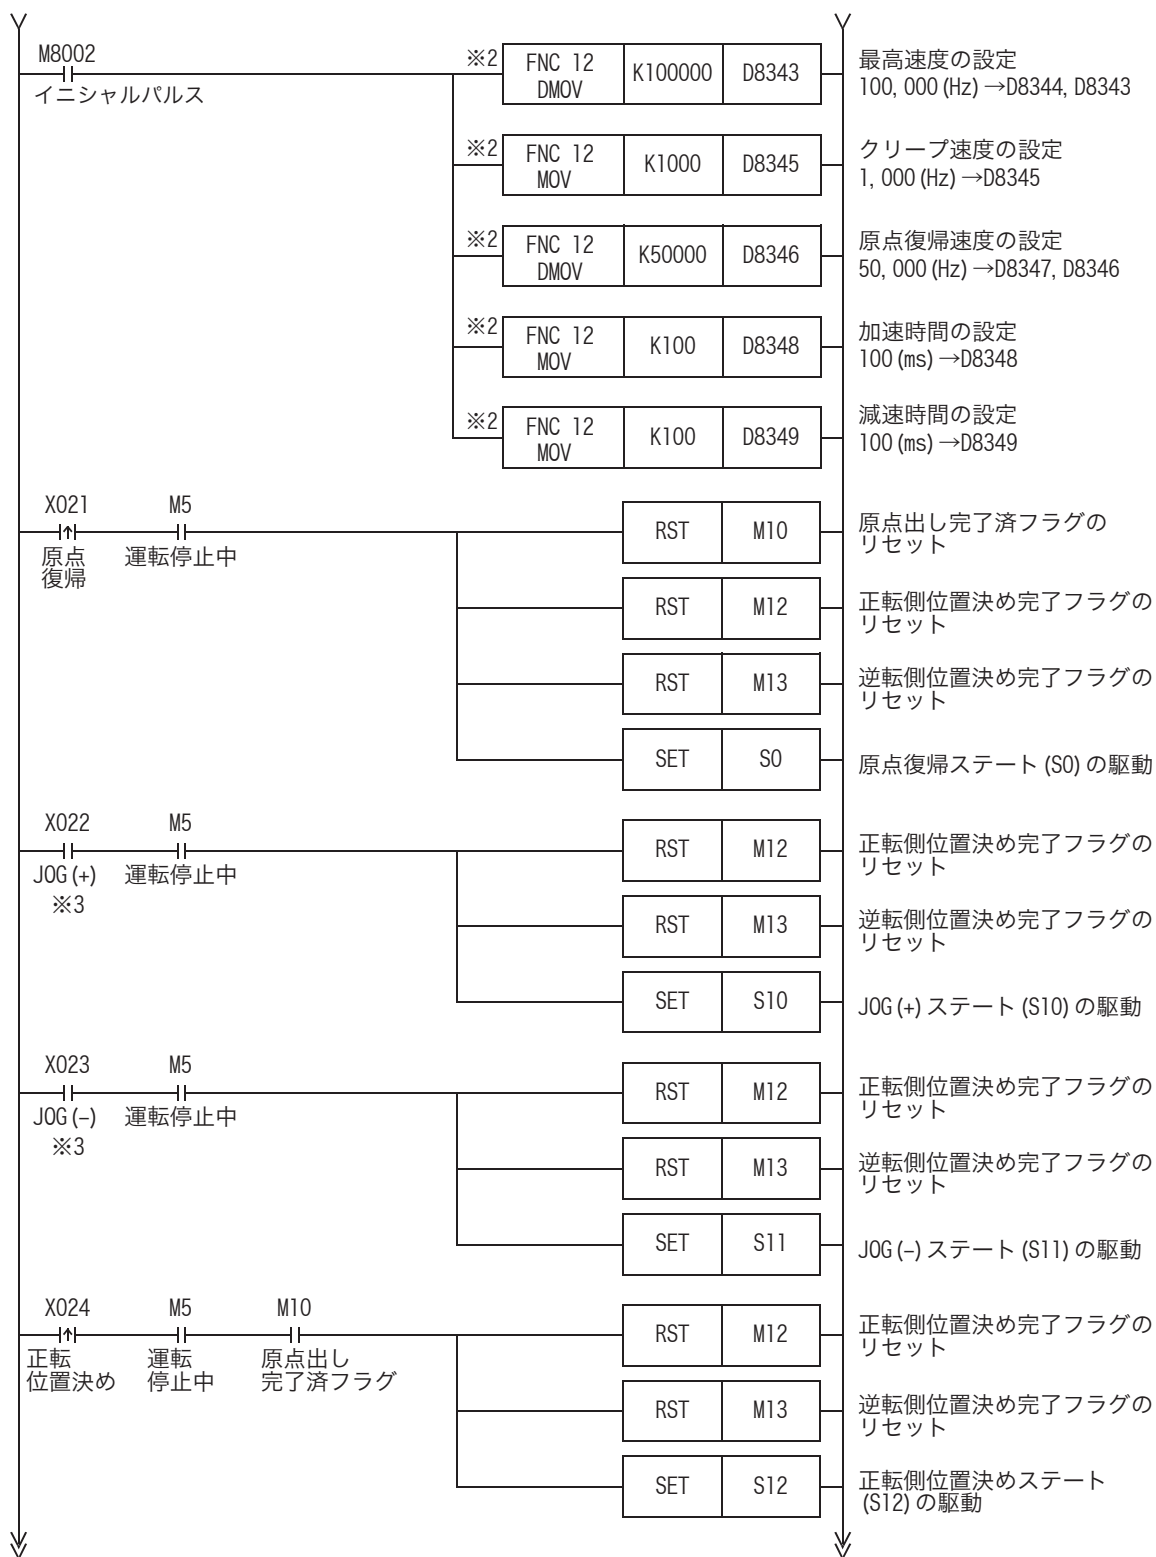 M8002
イニシャルパルス
※2
FNC 12
DMOV
K100000
D8343
最高速度の設定
100,000(Hz)→D8344,D8343
※2
FNC 12
MOV
K1000
D8345
クリープ速度の設定
1,000(Hz)→D8345
※2
FNC 12
DMOV
K50000
D8346
原点復帰速度の設定
50,000(Hz)→D8347,D8346
※2
FNC 12
MOV
K100
D8348
加速時間の設定
100(ms)→D8348
※2
FNC 12
MOV
K100
D8349
減速時間の設定
100(ms)→D8349
X021
M5
原点
復帰
運転停止中
RST
M10
原点出し完了済フラグの
リセット
RST
M12
正転側位置決め完了フラグの
リセット
RST
M13
逆転側位置決め完了フラグの
リセット
SET
S0
原点復帰ステート(S0)の駆動
X022
M5
JOG(+)
※3
運転停止中
RST
M12
正転側位置決め完了フラグの
リセット
RST
M13
逆転側位置決め完了フラグの
リセット
SET
S10
JOG(+)ステート(S10)の駆動
X023
M5
JOG(−)
※3
運転停止中
RST
M12
正転側位置決め完了フラグの
リセット
RST
M13
逆転側位置決め完了フラグの
リセット
SET
S11
JOG(−)ステート(S11)の駆動
X024
M5
M10
正転
位置決め
運転
停止中
原点出し
完了済フラグ
RST
M12
正転側位置決め完了フラグの
リセット
RST
M13
逆転側位置決め完了フラグの
リセット
SET
S12
正転側位置決めステート
(S12)の駆動